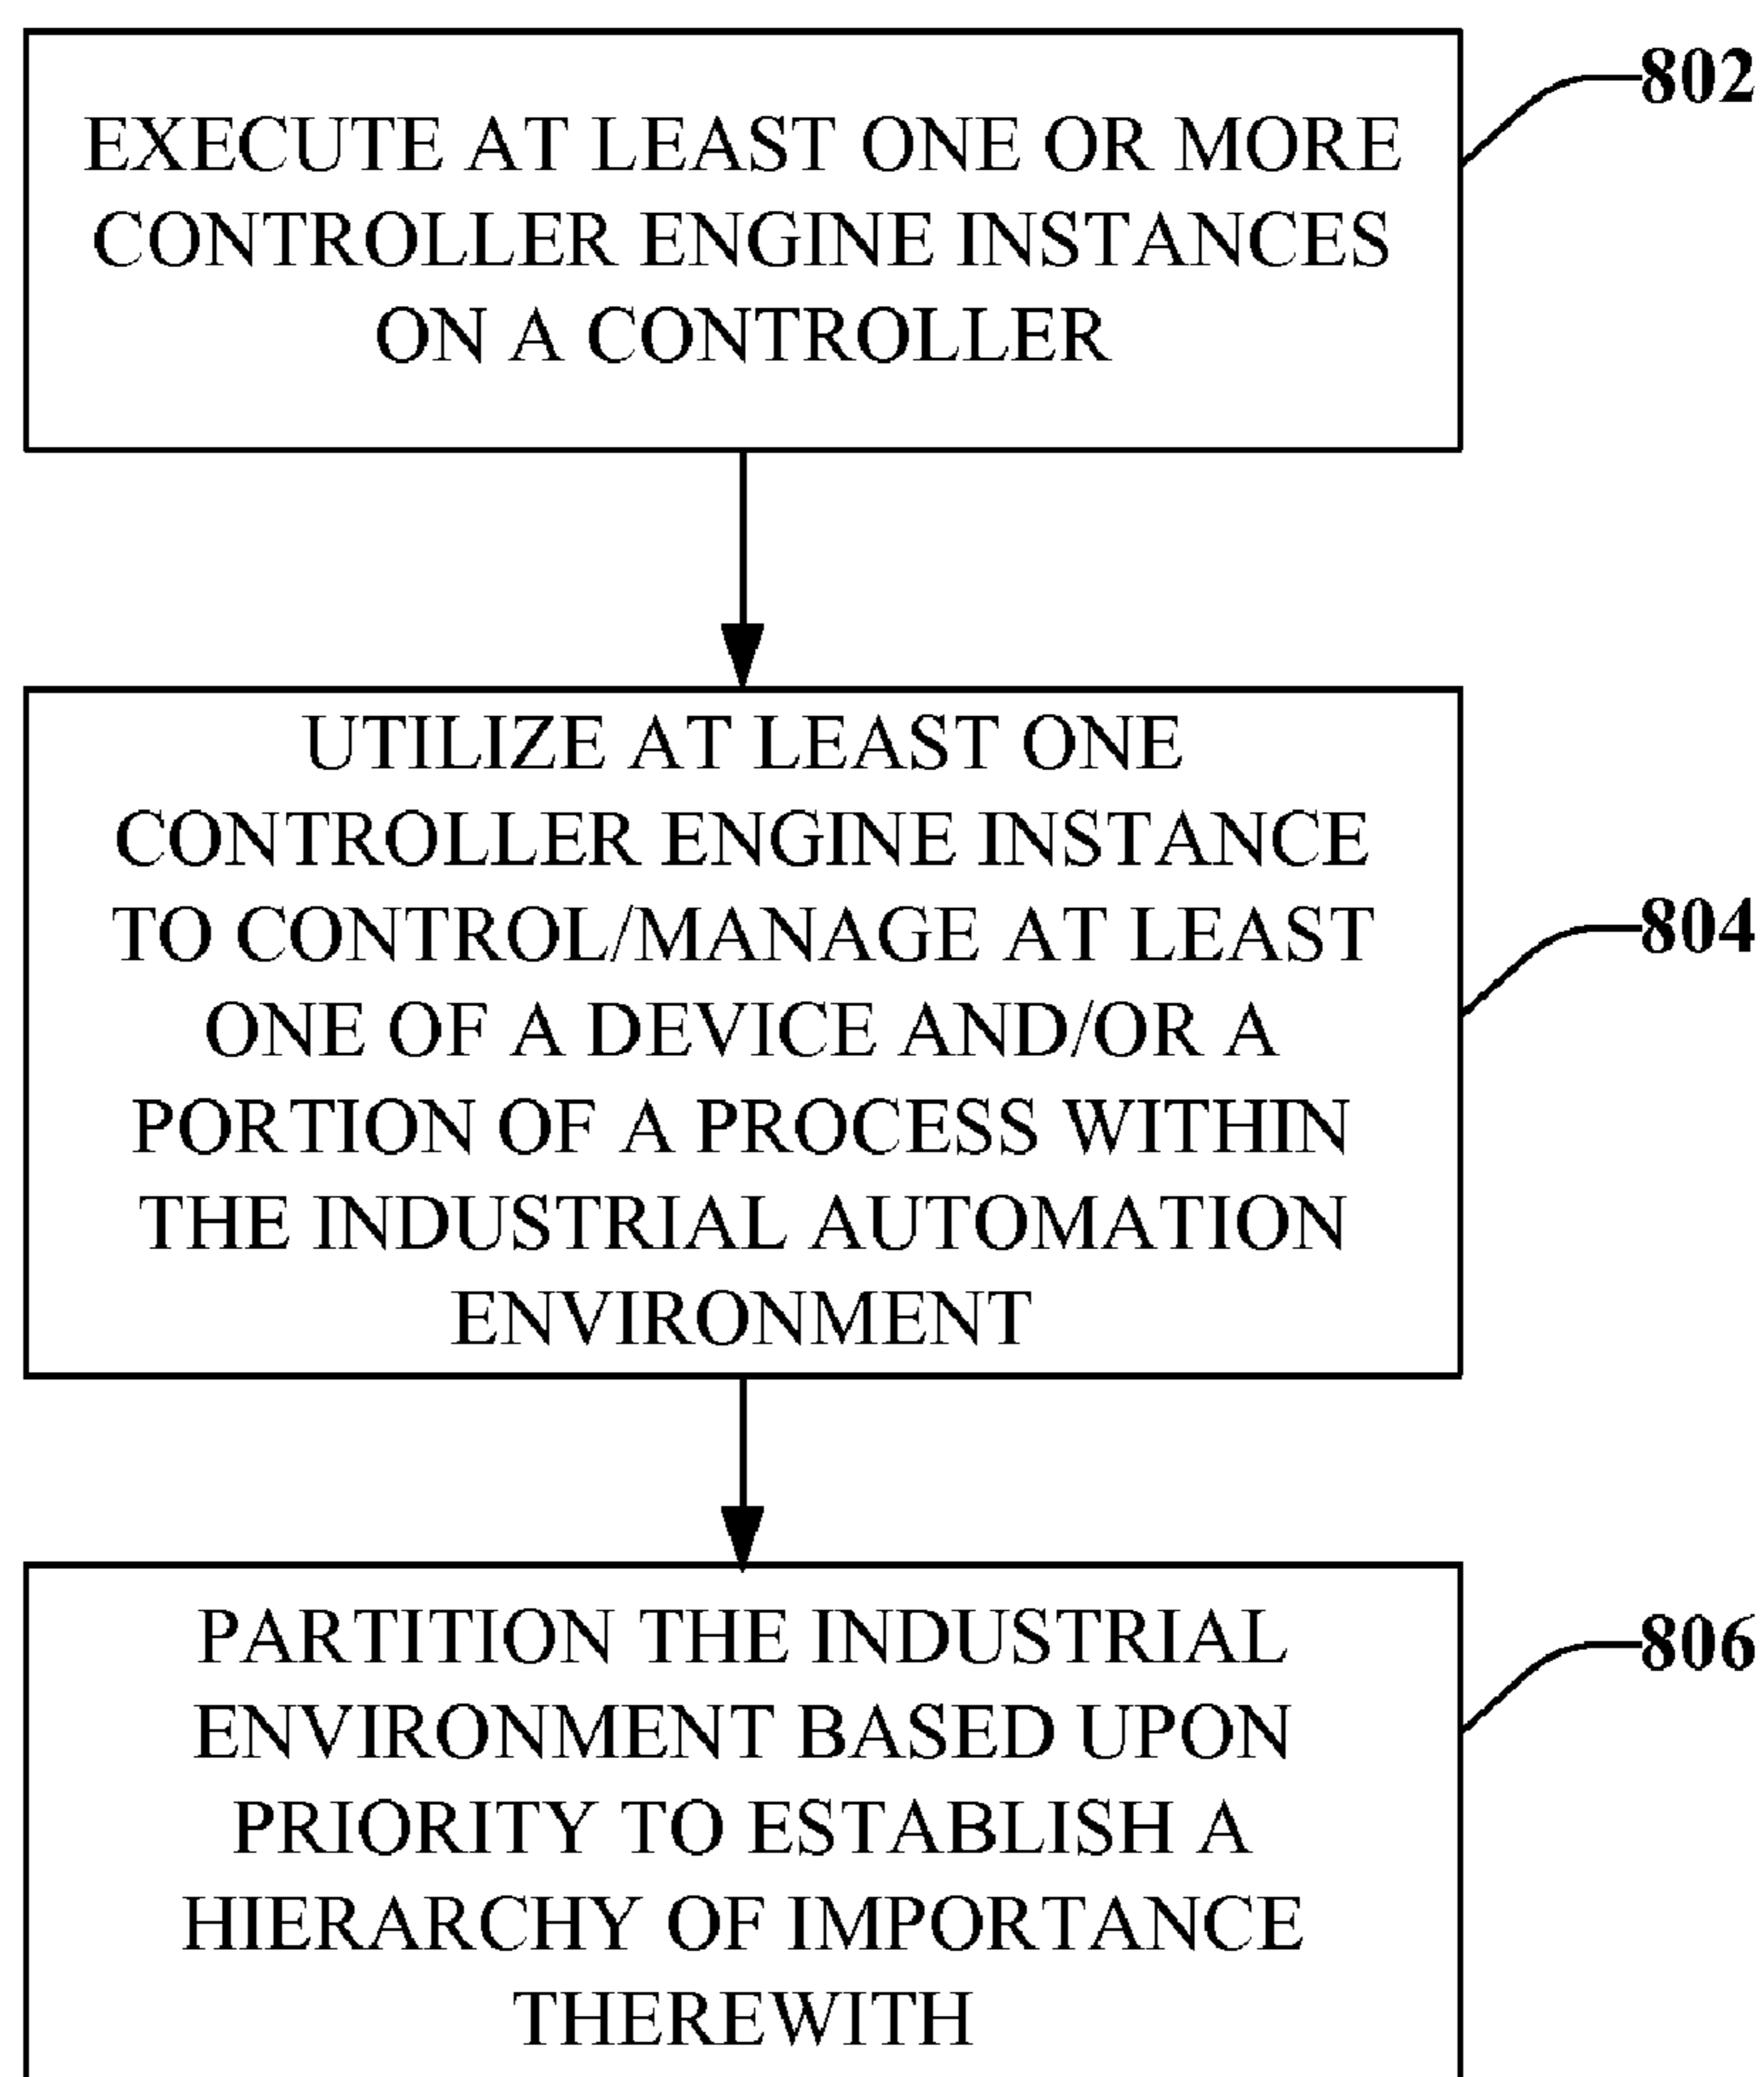 802
EXECUTE AT LEAST ONE OR MORE
CONTROLLER ENGINE INSTANCES
ON A CONTROLLER
UTILIZE AT LEAST ONE
CONTROLLER ENGINE INSTANCE
TO CONTROL/MANAGE AT LEAST
804
ONE OF A DEVICE AND/OR A
PORTION OF A PROCESS WITHIN
THE INDUSTRIAL AUTOMATION
ENVIRONMENT
PARTITION THE INDUSTRIAL
806
ENVIRONMENT BASED UPON
PRIORITY TO ESTABLISH A
HIERARCHY OF IMPORTANCE
THEREWITH